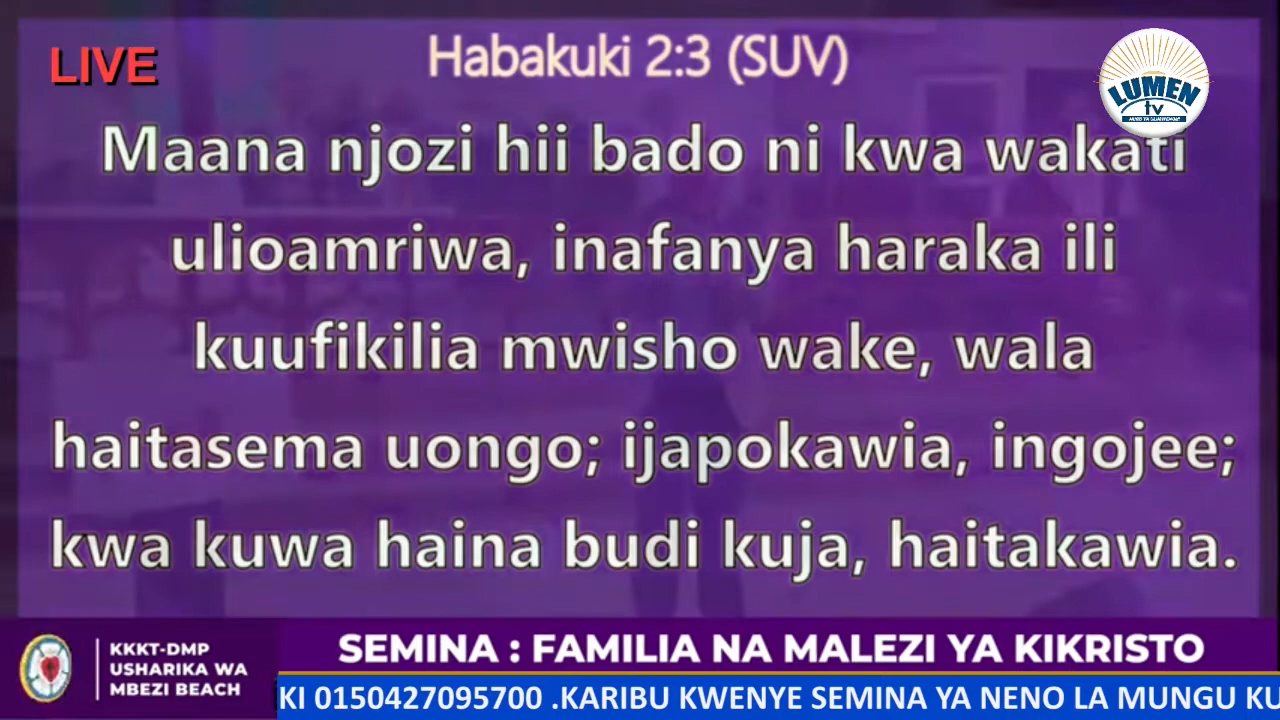 LIVE
Habakuki 2:3 (SUV)
LUMEN
tv
Maana njozi hii bado ni kwa wakati
ulioamriwa, inafanya haraka ili
kuufikilia mwisho wake, wala
haitasema uongo; ijapokawia, ingojee;
kwa kuwa haina budi kuja, haitakawia.
KKKT-DMP
USHARIKA WA
MBEZI BEACH
SEMINA : FAMILIA NA MALEZI YA KIKRISTO
KI 0150427095700 .KARIBU KWENYE SEMINA YA NENO LA MUNGU KU